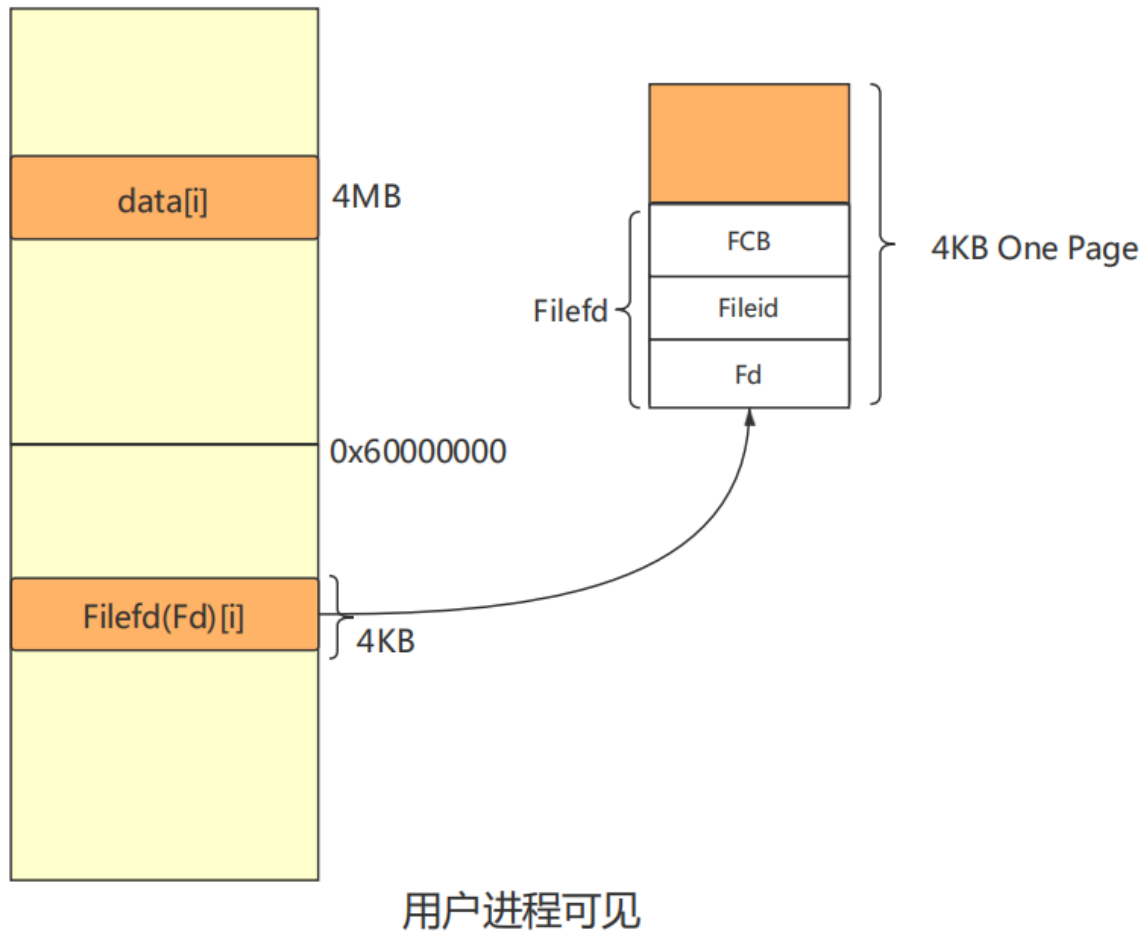 data[i]
4MB
0x60000000
Filefd(Fd)[i]
4KB
FCB
Fileid
Fd
Filefd
4KB One Page
用户进程可见